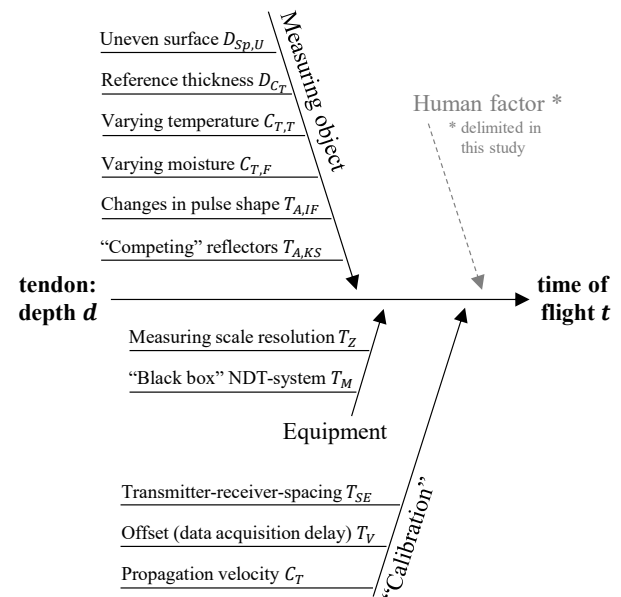 Measuring object
Uneven surface D_{Sp,U}
Reference thickness D_{C_T}
Varying temperature C_{T,T}
Varying moisture C_{T,F}
Changes in pulse shape T_{A,IF}
“Competing” reflectors T_{A,KS}
Human factor *
* delimited in
this study
tendon:
depth d
time of
flight t
Measuring scale resolution T_Z
“Black box” NDT-system T_M
Equipment
Transmitter-receiver-spacing T_{SE}
Offset (data acquisition delay) T_V
Propagation velocity C_T
“Calibration”